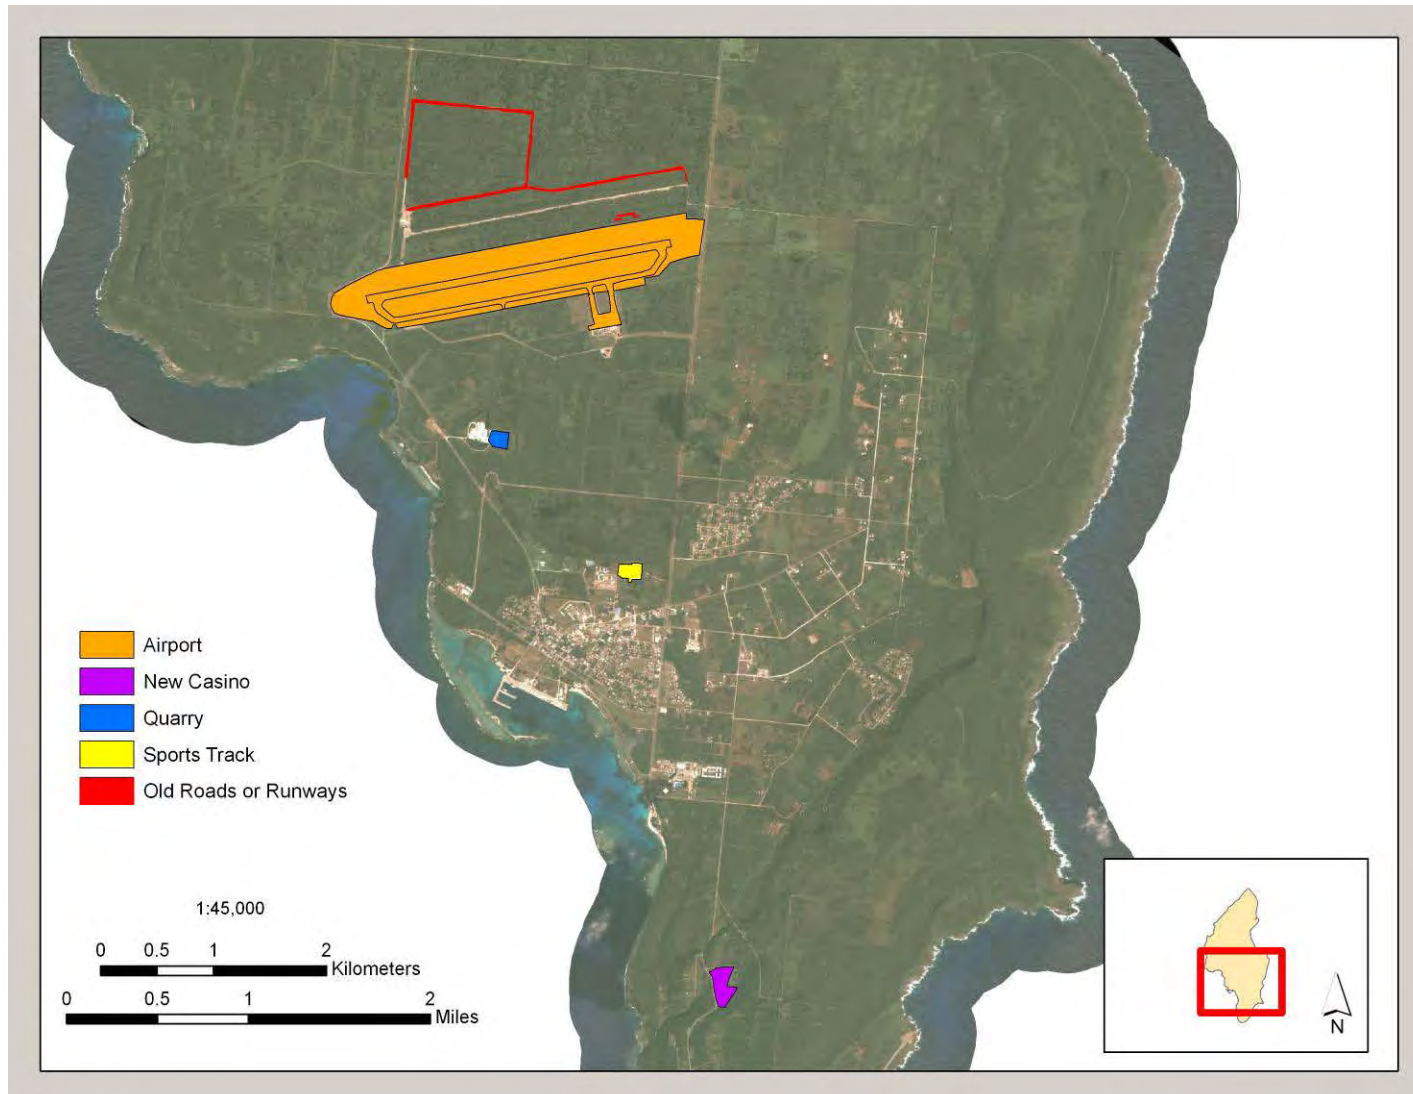 Airport
New Casino
Quarry
Sports Track
Old Roads or Runways
1:45,000
0 0.5 1 2
Kilometers
0 0.5 1 2
Miles
N